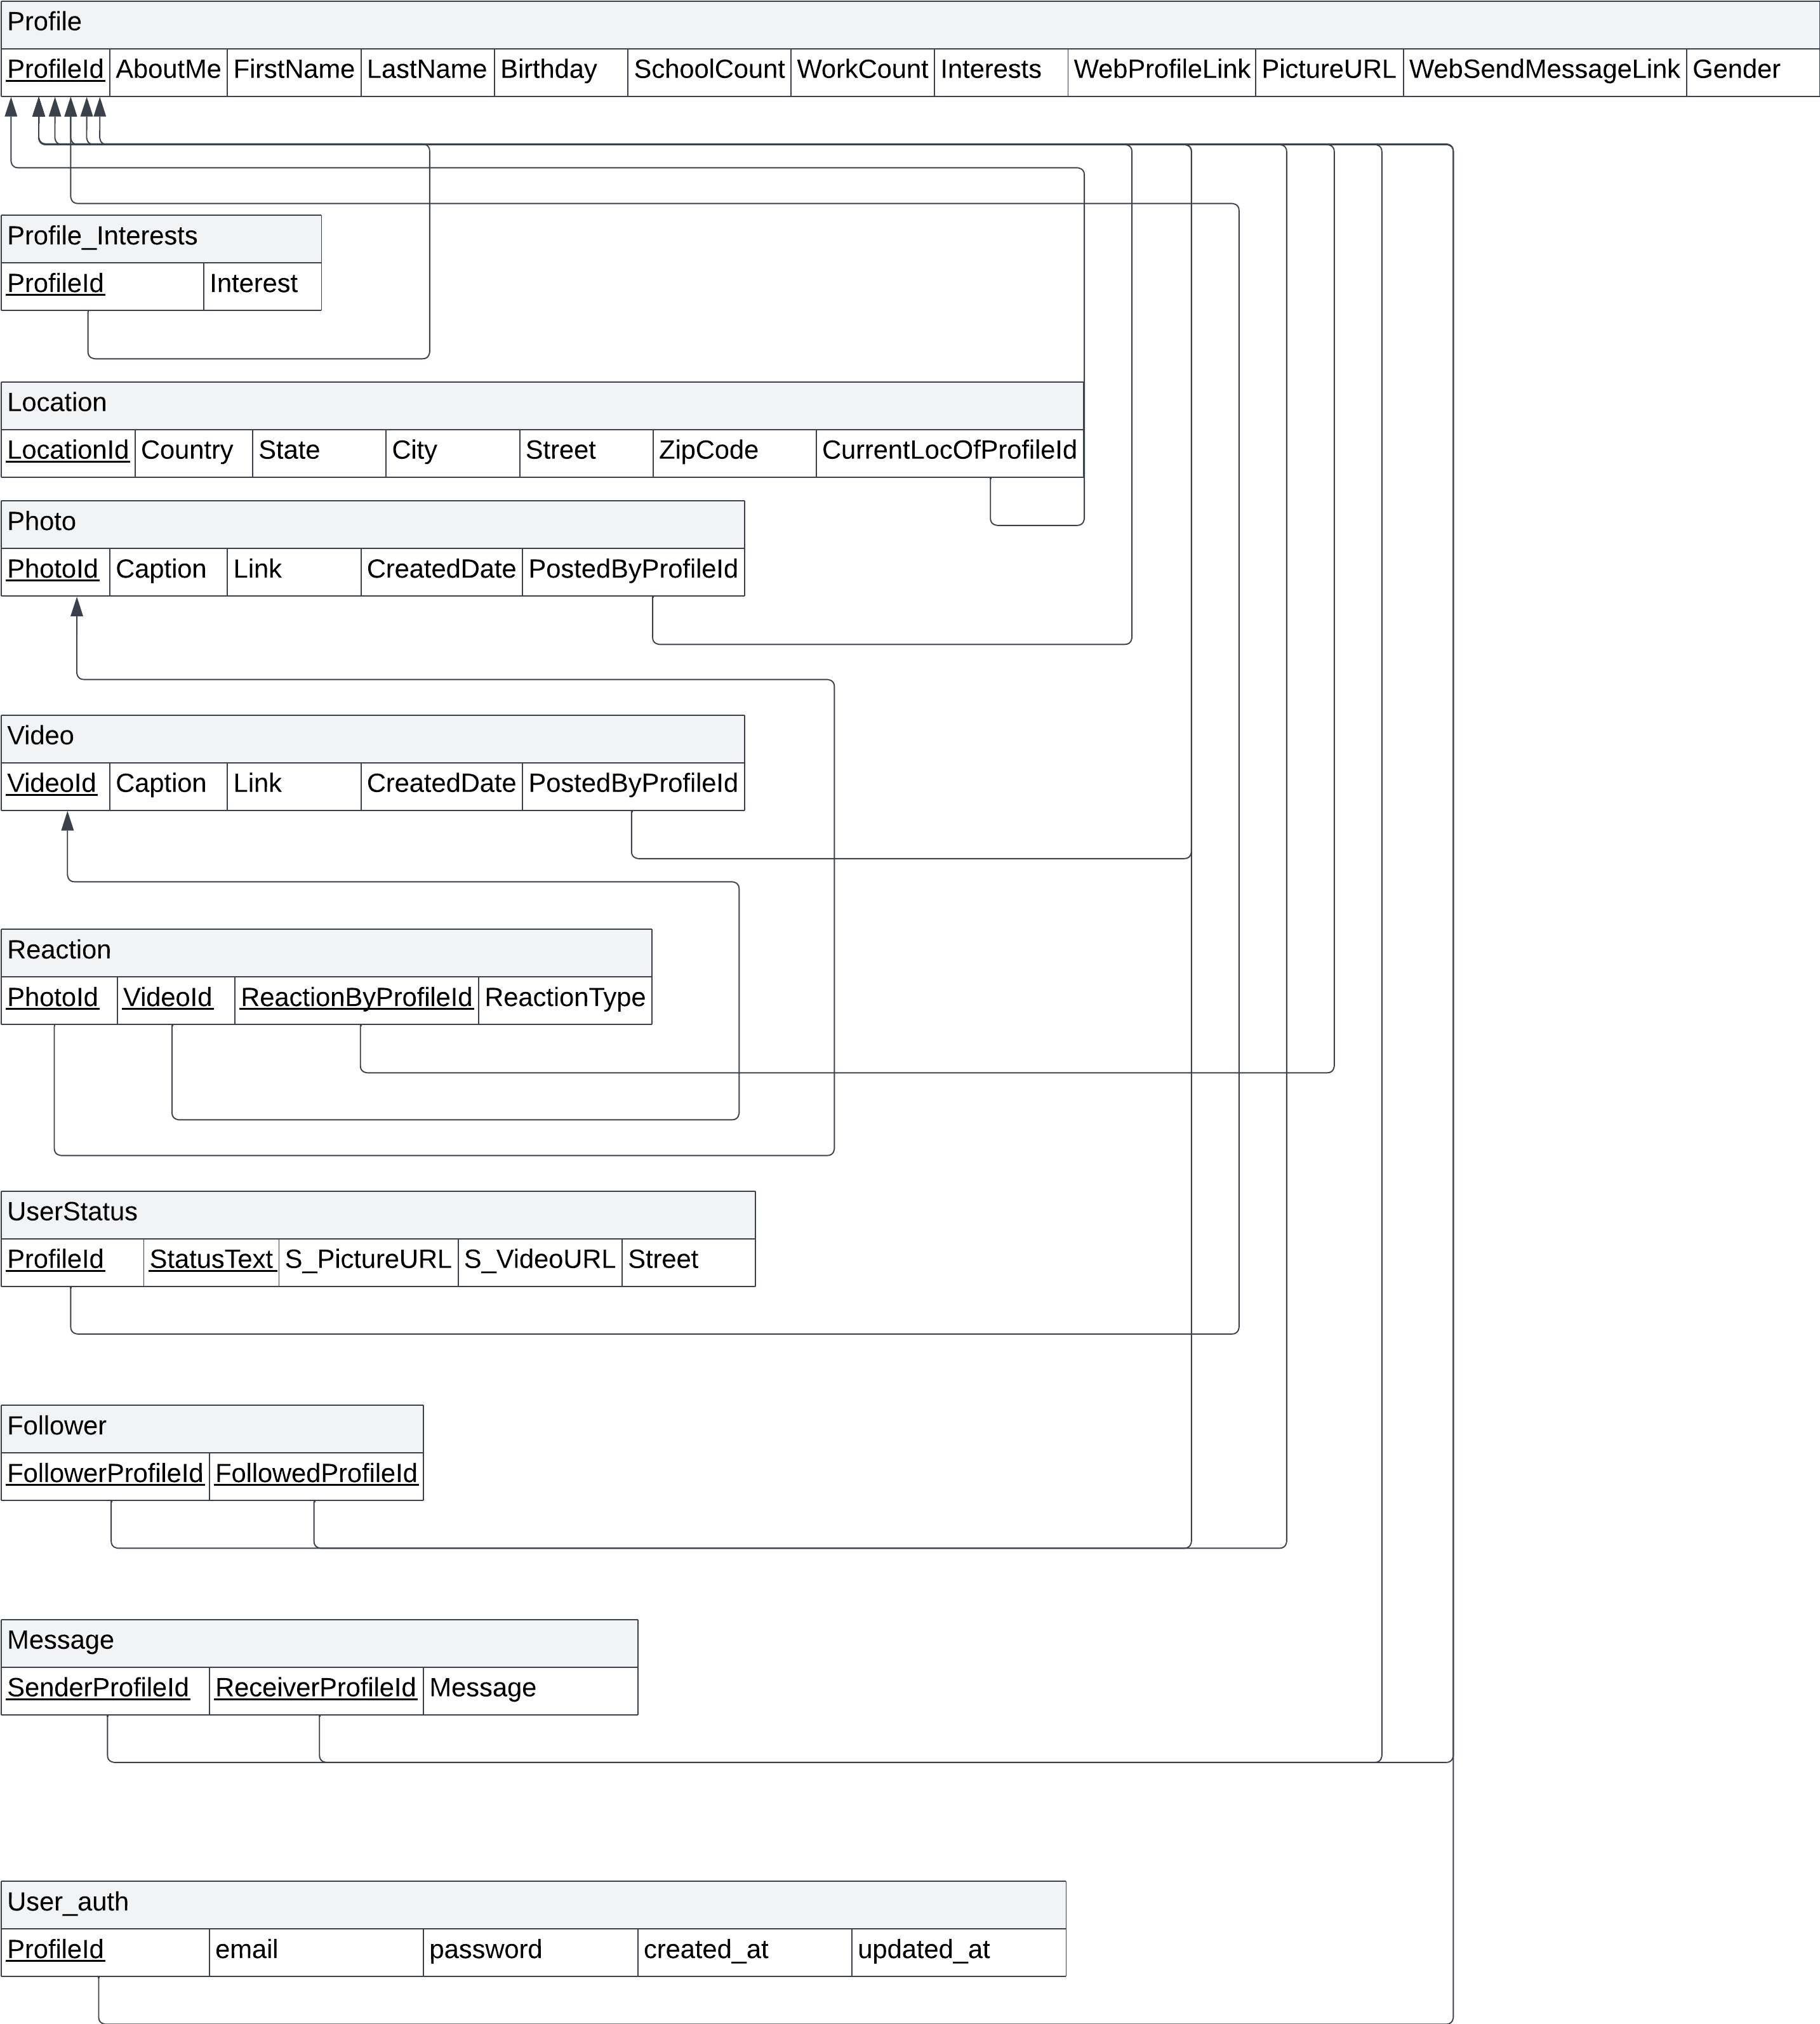 Profile
ProfileId AboutMe FirstName LastName Birthday SchoolCount WorkCount Interests WebProfileLink PictureURL WebSendMessageLink Gender
Profile_Interests
ProfileId Interest
Location
LocationId Country State City Street ZipCode CurrentLocOfProfileId
Photo
PhotoId Caption Link CreatedDate PostedByProfileId
Video
VideoId Caption Link CreatedDate PostedByProfileId
Reaction
PhotoId VideoId ReactionByProfileId ReactionType
UserStatus
ProfileId StatusText S_PictureURL S_VideoURL Street
Follower
FollowerProfileId FollowedProfileId
Message
SenderProfileId ReceiverProfileId Message
User_auth
ProfileId email password created_at updated_at